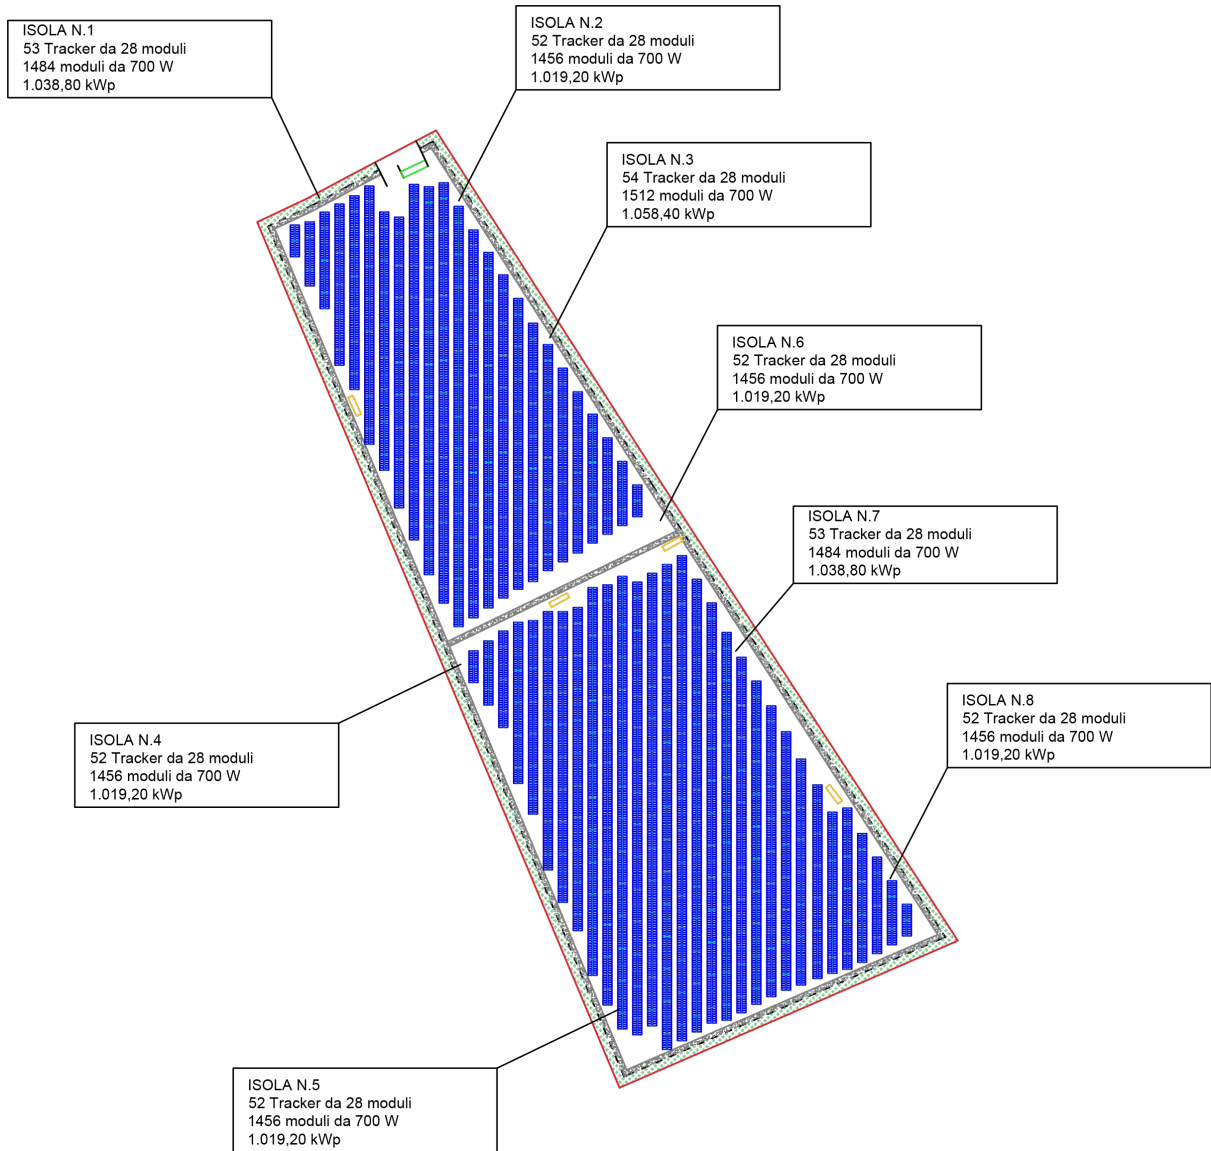 ISOLA N.1
53 Tracker da 28 moduli
1484 moduli da 700 W
1.038,80 kWp
ISOLA N.2
52 Tracker da 28 moduli
1456 moduli da 700 W
1.019,20 kWp
ISOLA N.3
54 Tracker da 28 moduli
1512 moduli da 700 W
1.058,40 kWp
ISOLA N.6
52 Tracker da 28 moduli
1456 moduli da 700 W
1.019,20 kWp
ISOLA N.7
53 Tracker da 28 moduli
1484 moduli da 700 W
1.038,80 kWp
ISOLA N.8
52 Tracker da 28 moduli
1456 moduli da 700 W
1.019,20 kWp
ISOLA N.4
52 Tracker da 28 moduli
1456 moduli da 700 W
1.019,20 kWp
ISOLA N.5
52 Tracker da 28 moduli
1456 moduli da 700 W
1.019,20 kWp